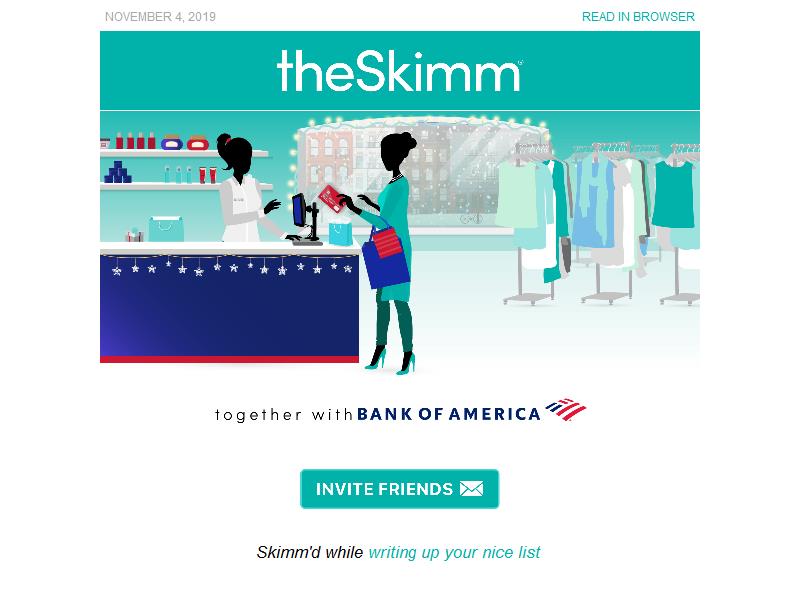 NOVEMBER 4, 2019 READ IN BROWSER
theSkimm
together with BANK OF AMERICA
INVITE FRIENDS
Skimm'd while writing up your nice list